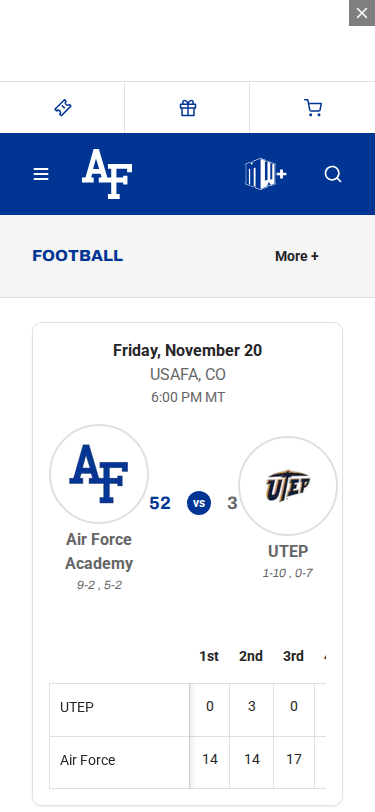 AF
MW+
FOOTBALL
More +
Friday, November 20
USAFA, CO
6:00 PM MT
AF
52
vs
3
UTEP
Air Force
Academy
9-2 , 5-2
UTEP
1-10 , 0-7
1st 2nd 3rd
UTEP 0 3 0
Air Force 14 14 17